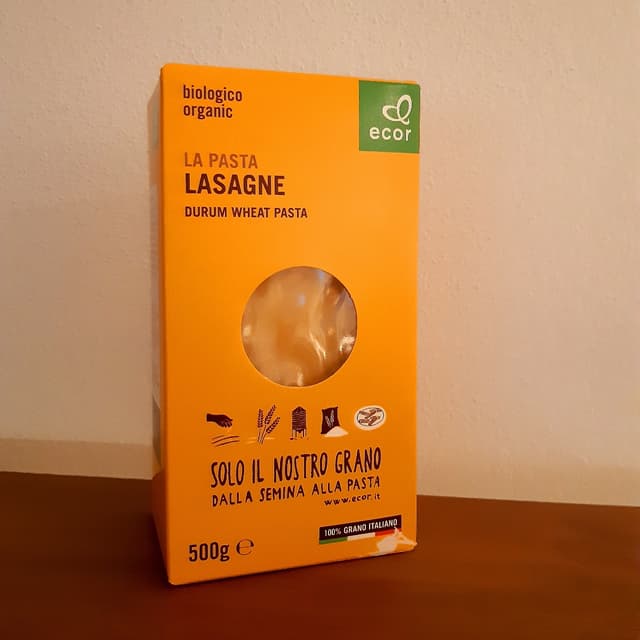 biologico
organic
ecor
LA PASTA
LASAGNE
DURUM WHEAT PASTA
SOLO IL NOSTRO GRANO
DALLA SEMINA ALLA PASTA
www.ecor.it
100% GRANO ITALIANO
500g ℮